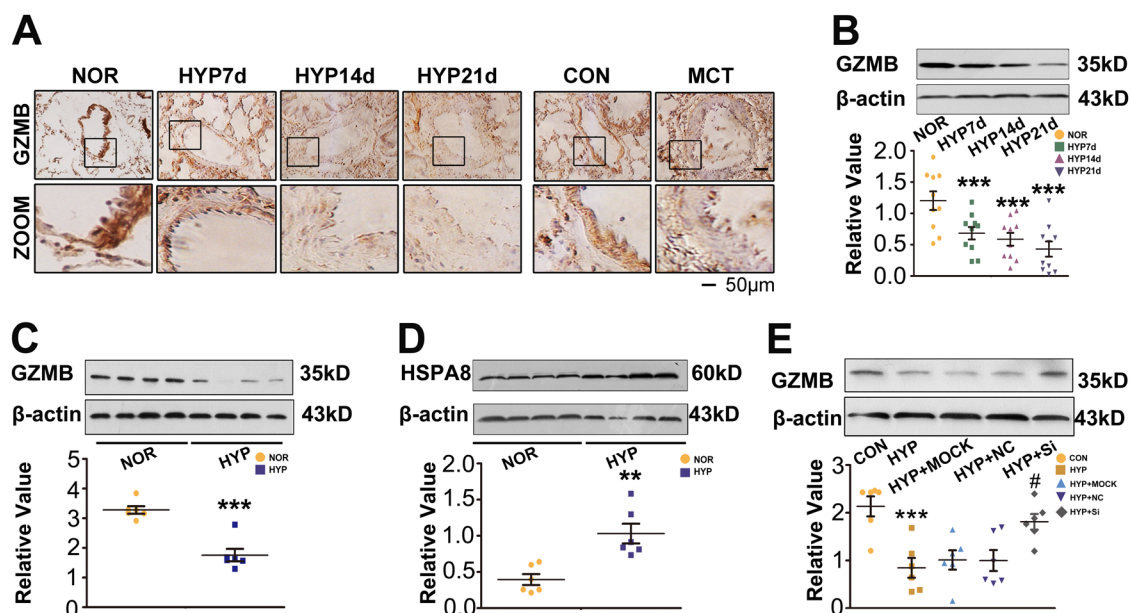 A
NOR HYP7d HYP14d HYP21d CON MCT
GZMB
ZOOM
50μm
B
GZMB 35kD
β-actin 43kD
NOR HYP7d HYP14d HYP21d
NOR
HYP7d
HYP14d
HYP21d
Relative Value
2.0
1.5
1.0
0.5
0.0
*** *** ***
C
GZMB 35kD
β-actin 43kD
NOR HYP
NOR
HYP
Relative Value
5
4
3
2
1
0
***
D
HSPA8 60kD
β-actin 43kD
NOR HYP
NOR
HYP
Relative Value
2.0
1.5
1.0
0.5
0.0
**
E
GZMB 35kD
β-actin 43kD
CON HYP HYP+MOCK HYP+NC HYP+Si
CON
HYP
HYP+MOCK
HYP+NC
HYP+Si
Relative Value
3
2
1
0
*** #